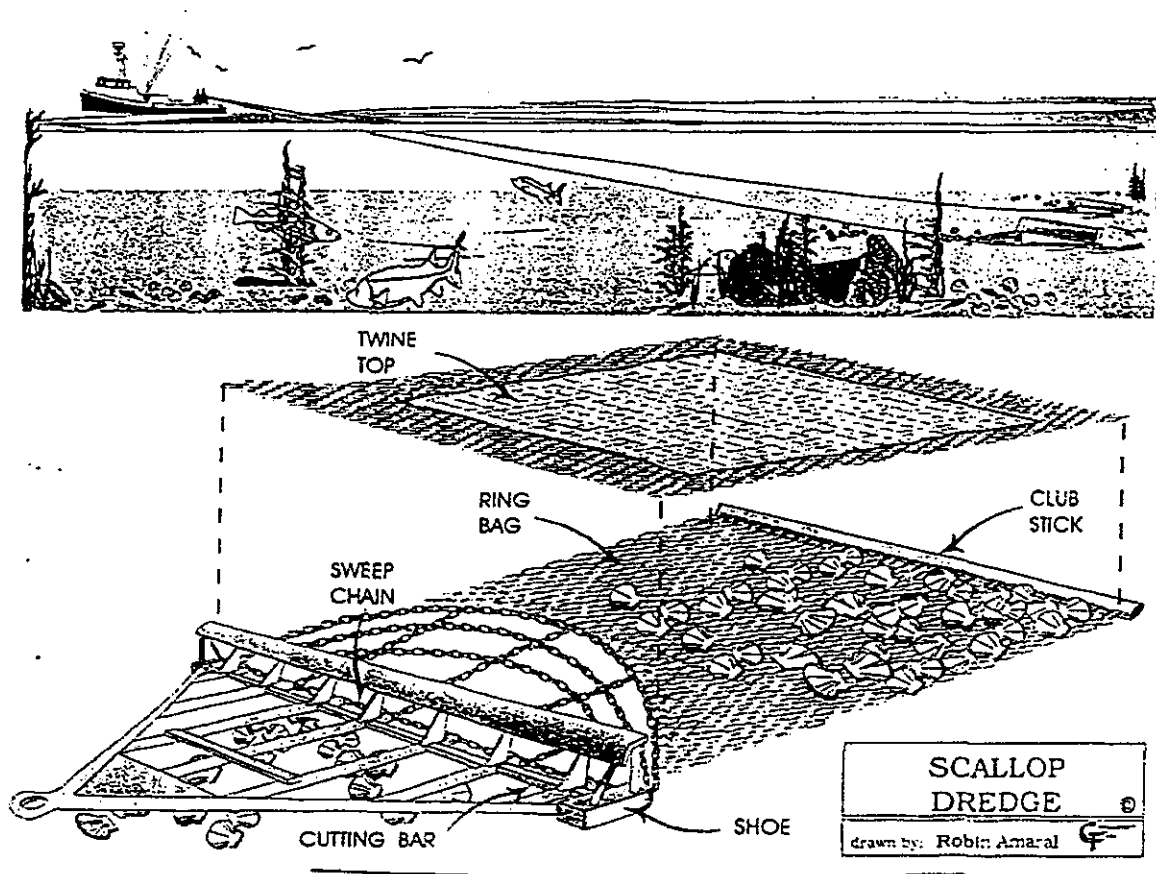 TWINE
TOP
RING
BAG
CLUB
STICK
SWEEP
CHAIN
CUTTING BAR
SHOE
SCALLOP
DREDGE ©
drawn by: Robin Amaral